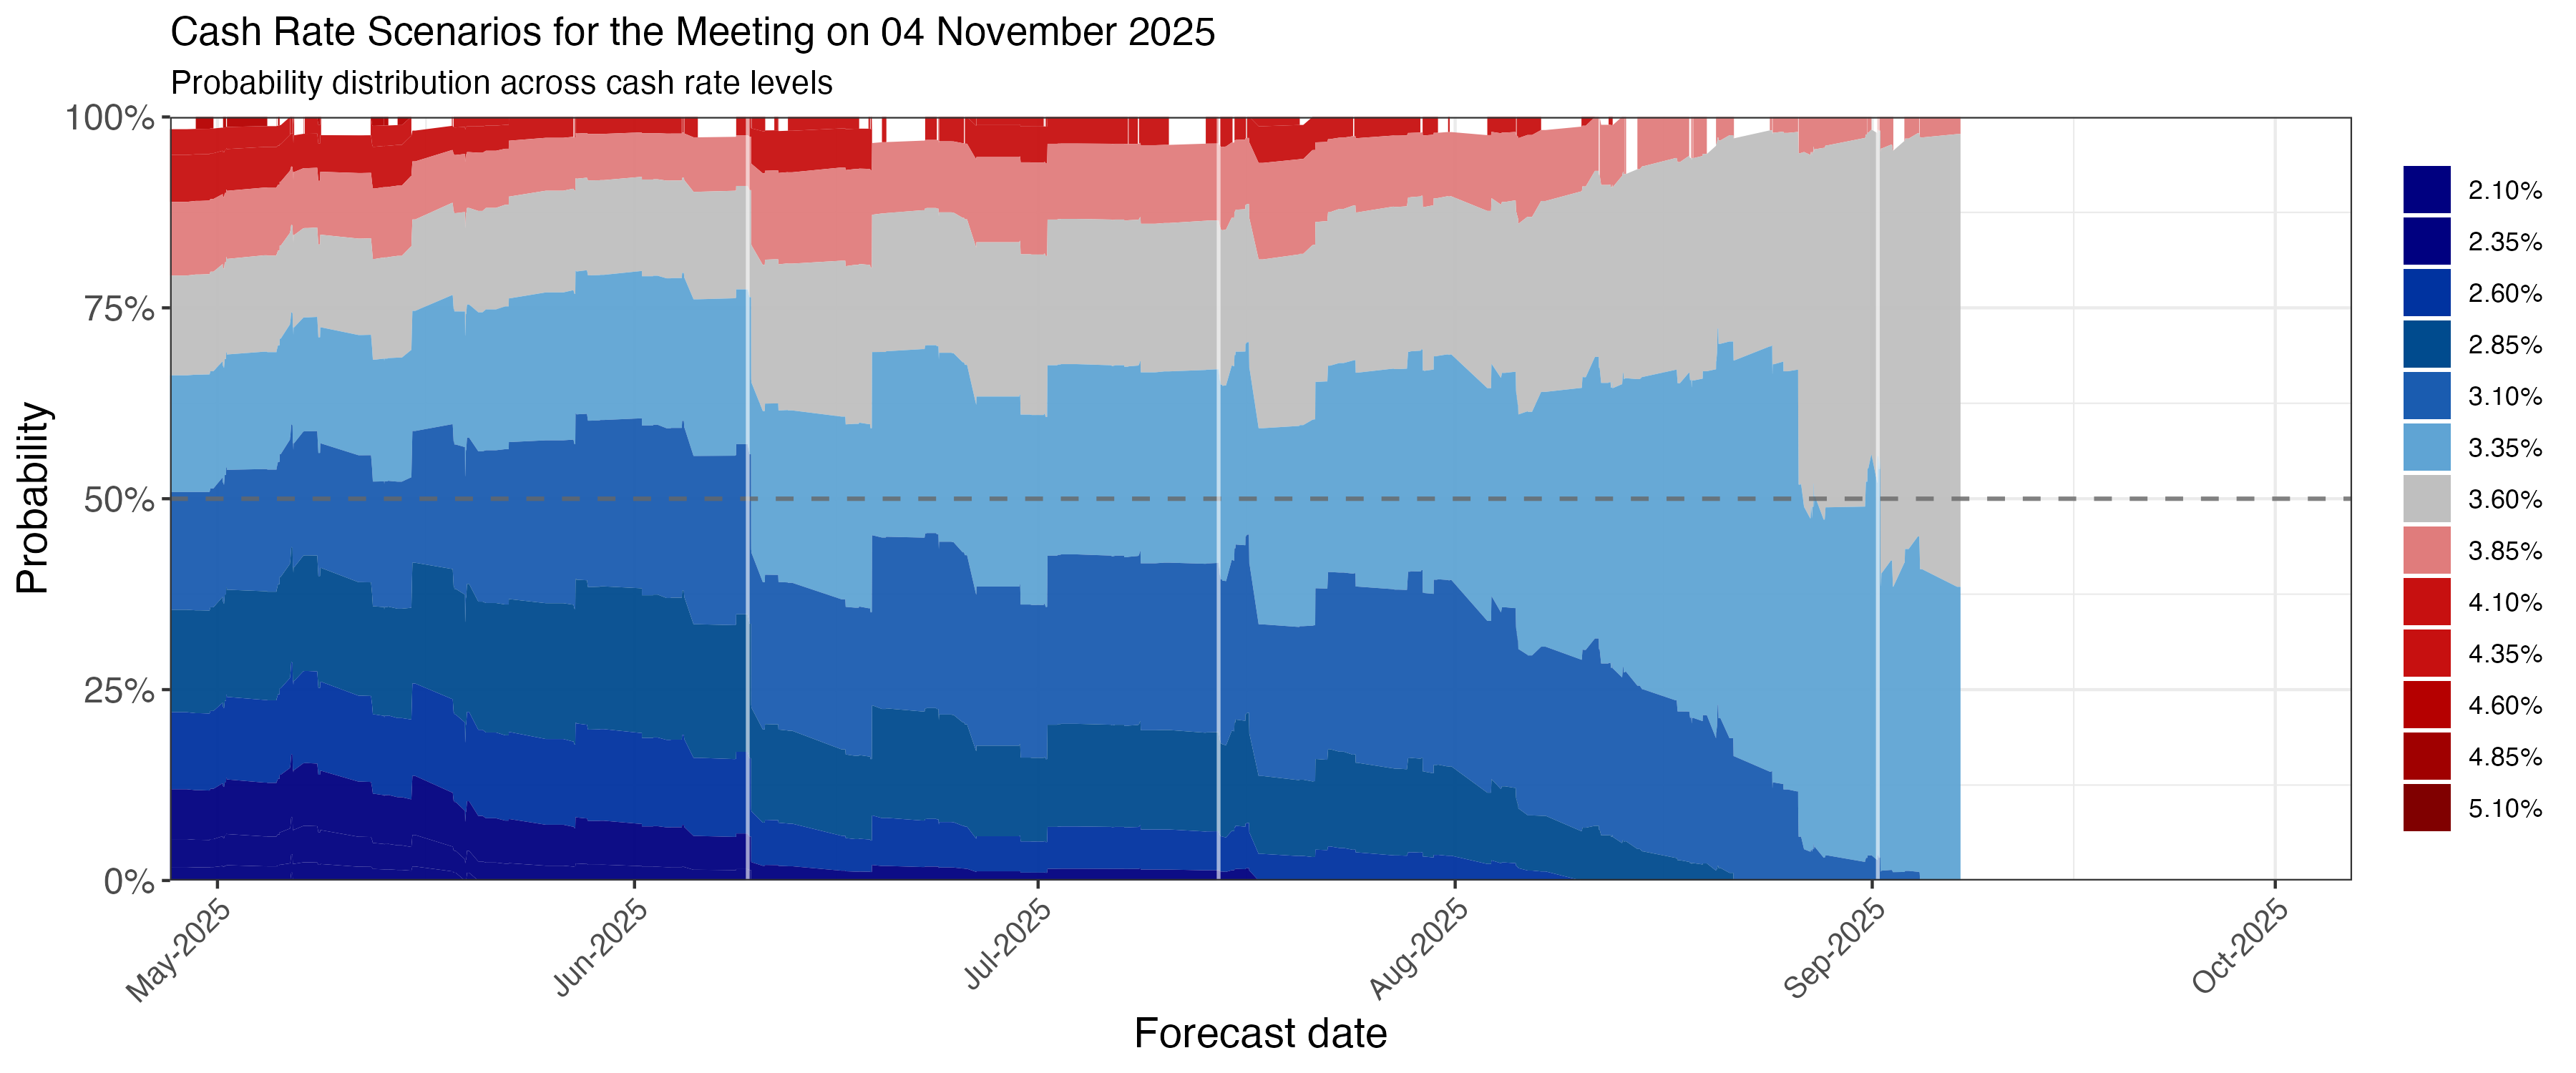 Cash Rate Scenarios for the Meeting on 04 November 2025
Probability distribution across cash rate levels
100%
75%
50%
25%
0%
Probability
May-2025
Jun-2025
Jul-2025
Aug-2025
Sep-2025
Oct-2025
Forecast date
2.10%
2.35%
2.60%
2.85%
3.10%
3.35%
3.60%
3.85%
4.10%
4.35%
4.60%
4.85%
5.10%